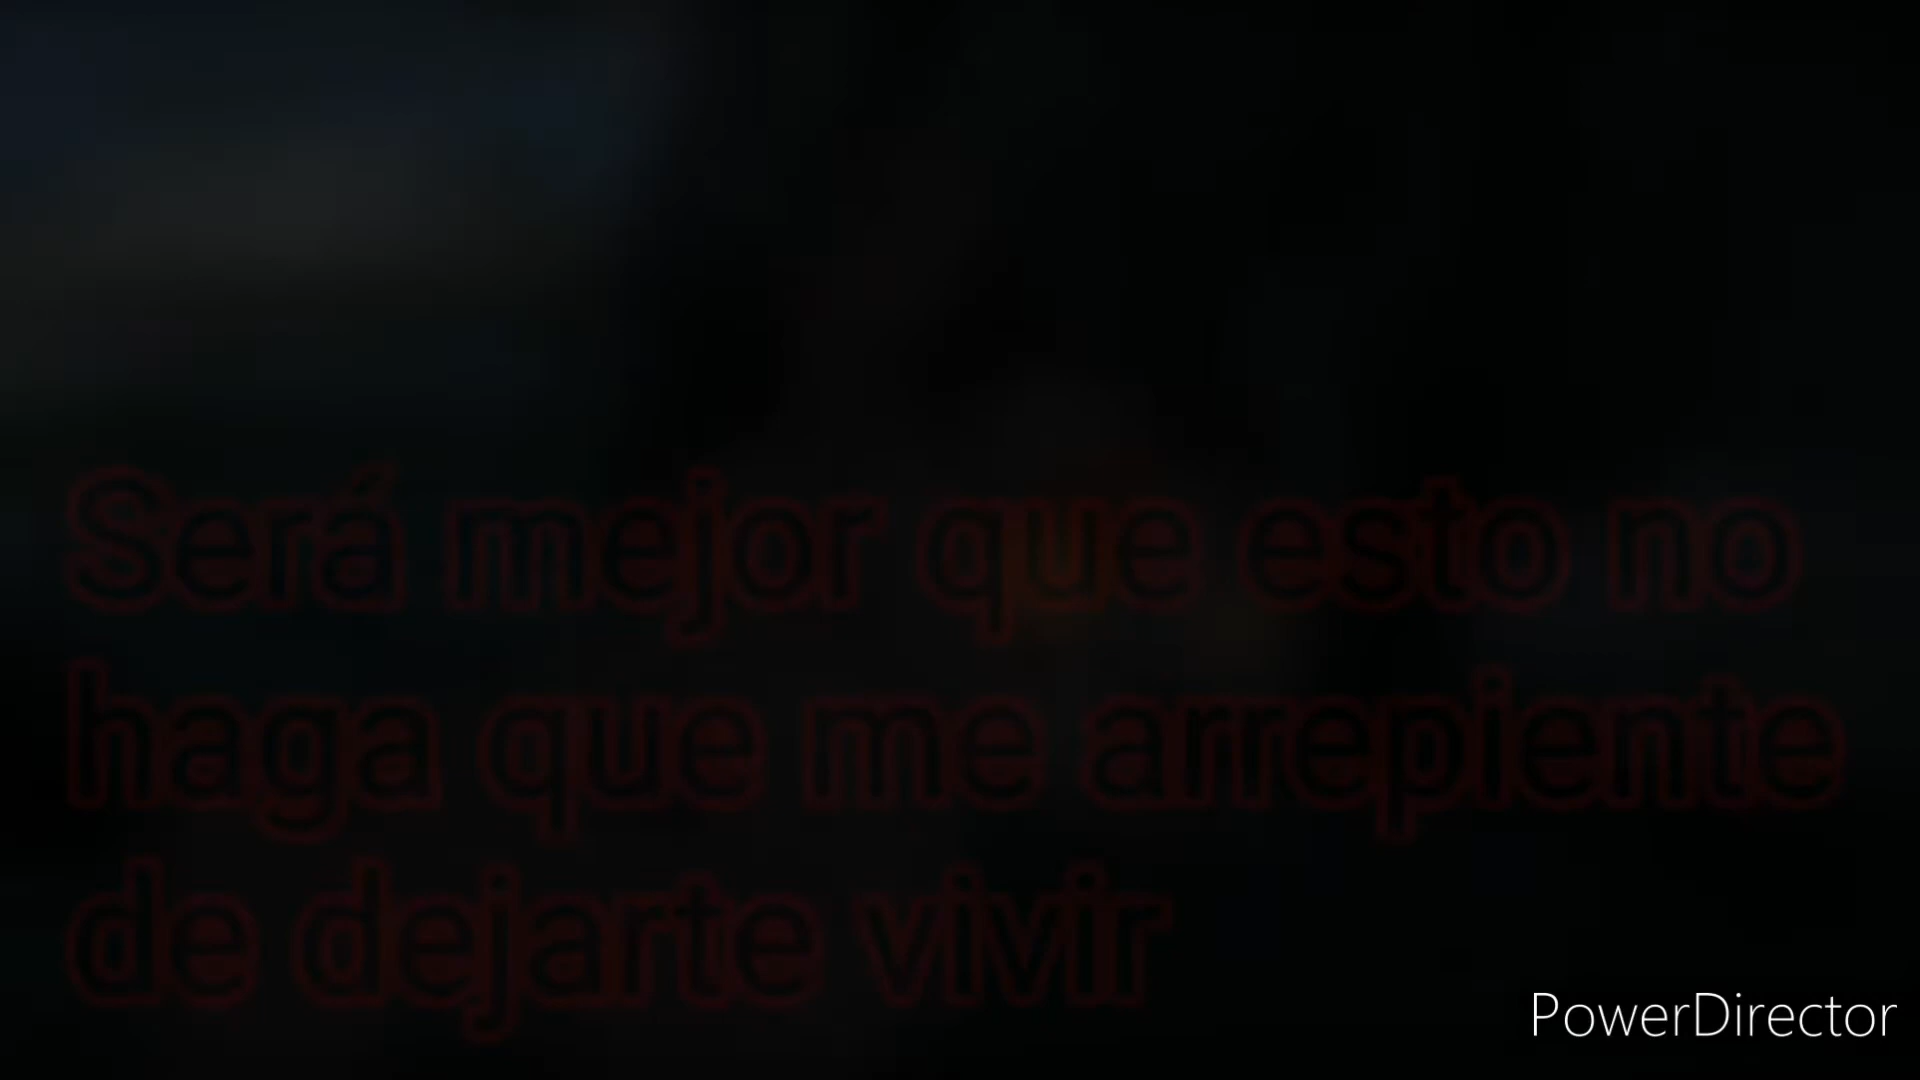 Será mejor que esto no
haga que me arrepiente
de dejarte vivir
PowerDirector